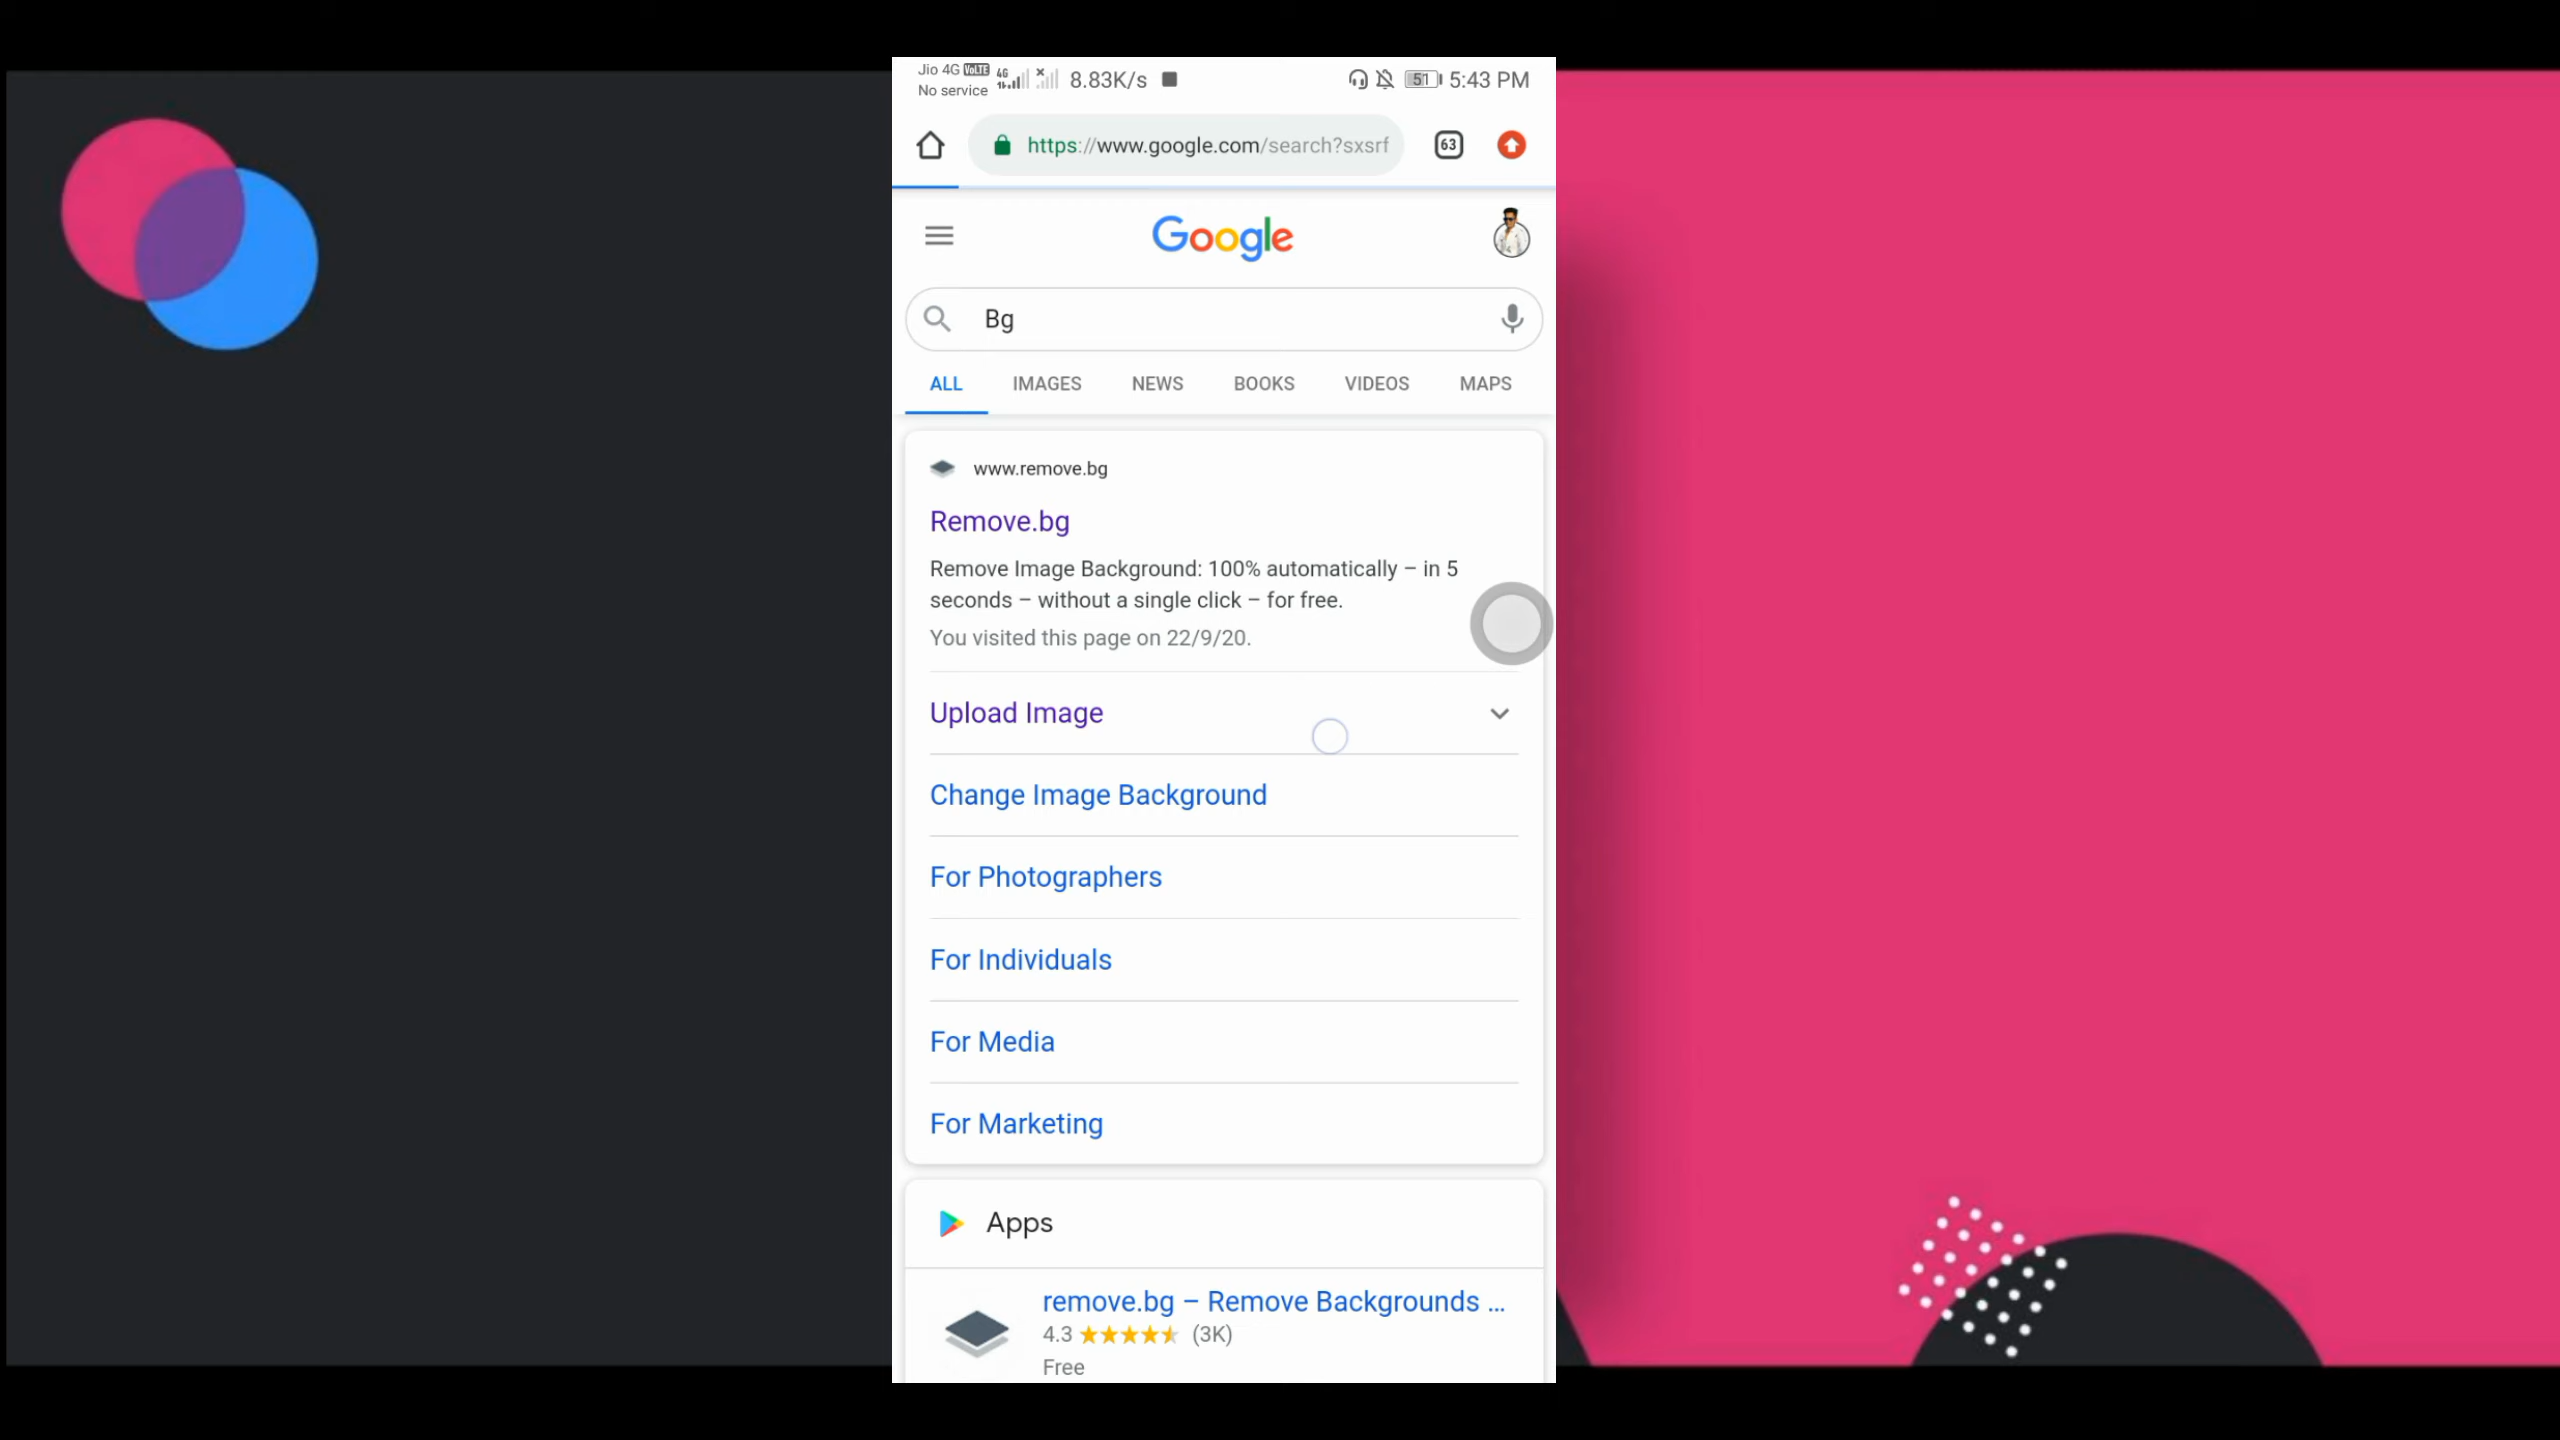 Jio 4G VoLTE 4G 8.83K/s 51 5:43 PM
No service
https://www.google.com/search?sxsrf 63
Google
Bg
ALL IMAGES NEWS BOOKS VIDEOS MAPS
www.remove.bg
Remove.bg
Remove Image Background: 100% automatically – in 5
seconds – without a single click – for free.
You visited this page on 22/9/20.
Upload Image
Change Image Background
For Photographers
For Individuals
For Media
For Marketing
Apps
remove.bg – Remove Backgrounds ...
4.3 (3K)
Free